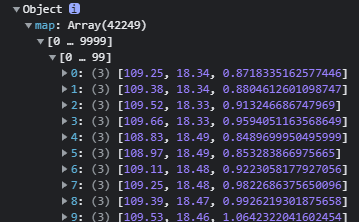 ▼ Object i
▼ map: Array(42249)
▼ [0 … 9999]
▼ [0 … 99]
▶ 0: (3) [109.25, 18.34, 0.8718335162577446]
▶ 1: (3) [109.38, 18.34, 0.8804612601098747]
▶ 2: (3) [109.52, 18.33, 0.913246686747969]
▶ 3: (3) [109.66, 18.33, 0.9594051163568649]
▶ 4: (3) [108.83, 18.49, 0.8489699950495999]
▶ 5: (3) [108.97, 18.49, 0.853283866975665]
▶ 6: (3) [109.11, 18.48, 0.9223058177927056]
▶ 7: (3) [109.25, 18.48, 0.9822686375650096]
▶ 8: (3) [109.39, 18.47, 0.9926219301875658]
▶ 9: (3) [109.53, 18.46, 1.0642322041602454]